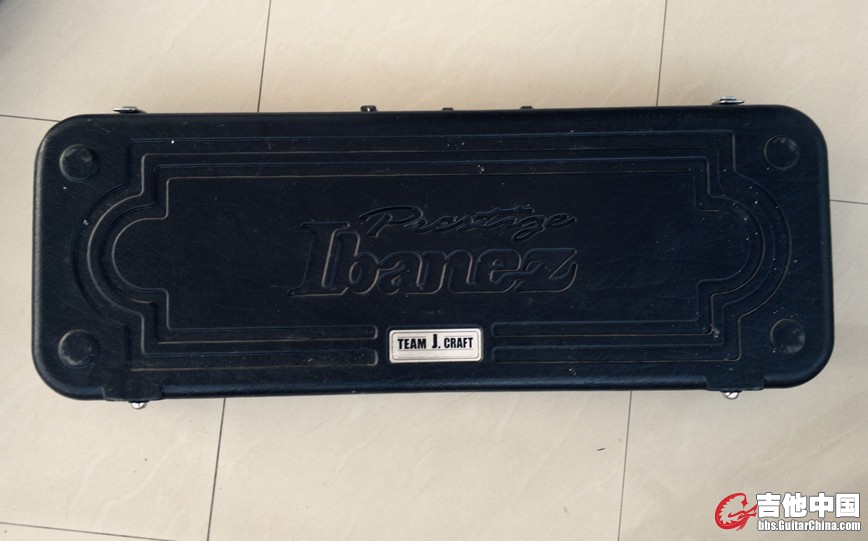 Prestige
Ibanez
TEAM J. CRAFT
吉他中国
bbs.GuitarChina.com